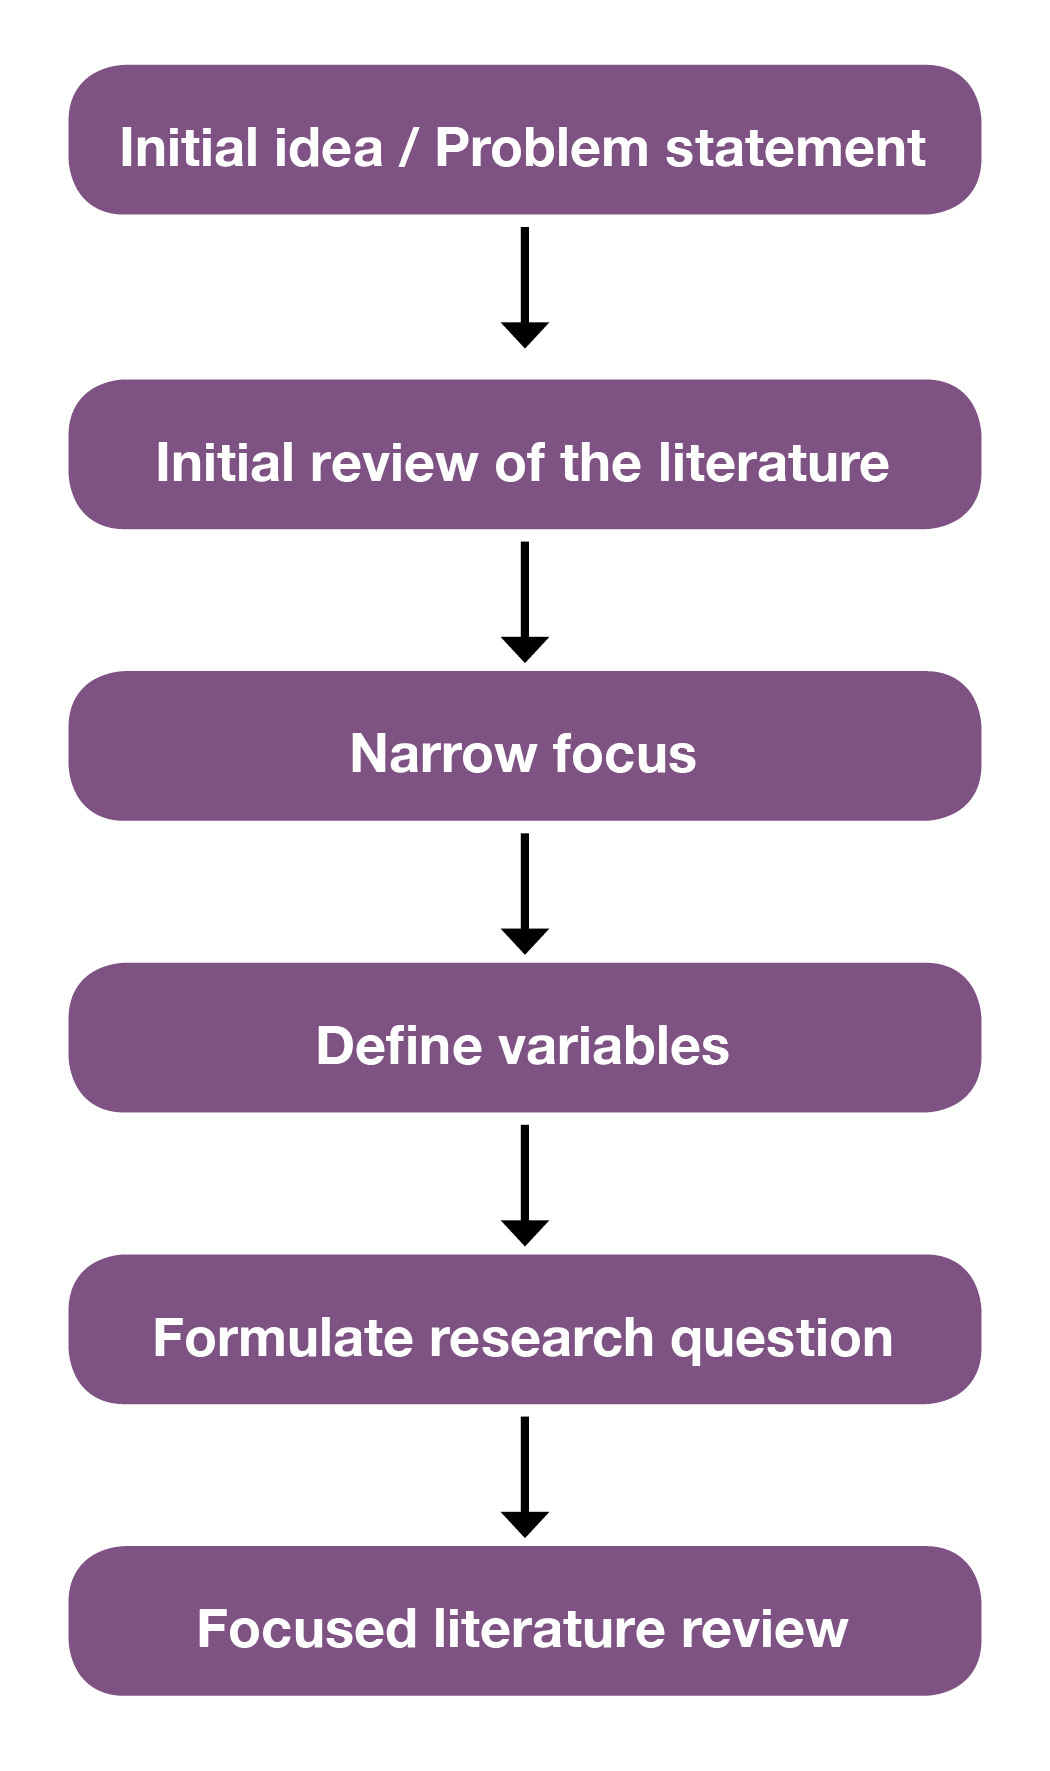 Initial idea / Problem statement
Initial review of the literature
Narrow focus
Define variables
Formulate research question
Focused literature review